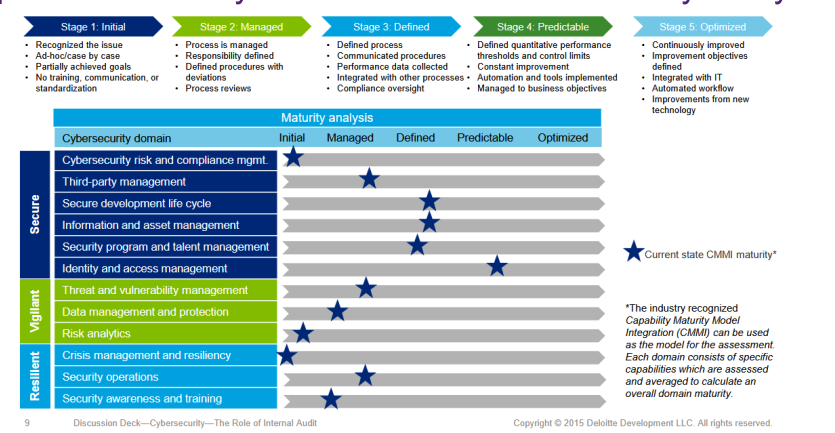 Stage 1: Initial
Stage 2: Managed
Stage 3: Defined
Stage 4: Predictable
Stage 5: Optimized
• Recognized the issue
• Ad-hoc/case by case
• Partially achieved goals
• No training, communication, or
standardization
• Process is managed
• Responsibility defined
• Defined procedures with
deviations
• Process reviews
• Defined process
• Communicated procedures
• Performance data collected
• Integrated with other processes
• Compliance oversight
• Defined quantitative performance
thresholds and control limits
• Constant improvement
• Automation and tools implemented
• Managed to business objectives
• Continuously improved
• Improvement objectives
defined
• Integrated with IT
• Automated workflow
• Improvements from new
technology
Maturity analysis
Cybersecurity domain
Initial
Managed
Defined
Predictable
Optimized
Secure
Cybersecurity risk and compliance mgmt.
Third-party management
Secure development life cycle
Information and asset management
Security program and talent management
Identity and access management
Vigilant
Threat and vulnerability management
Data management and protection
Risk analytics
Resilient
Crisis management and resiliency
Security operations
Security awareness and training
Current state CMMI maturity*
*The industry recognized
Capability Maturity Model
Integration (CMMI) can be used
as the model for the assessment.
Each domain consists of specific
capabilities which are assessed
and averaged to calculate an
overall domain maturity.
9
Discussion Deck—Cybersecurity—The Role of Internal Audit
Copyright © 2015 Deloitte Development LLC. All rights reserved.